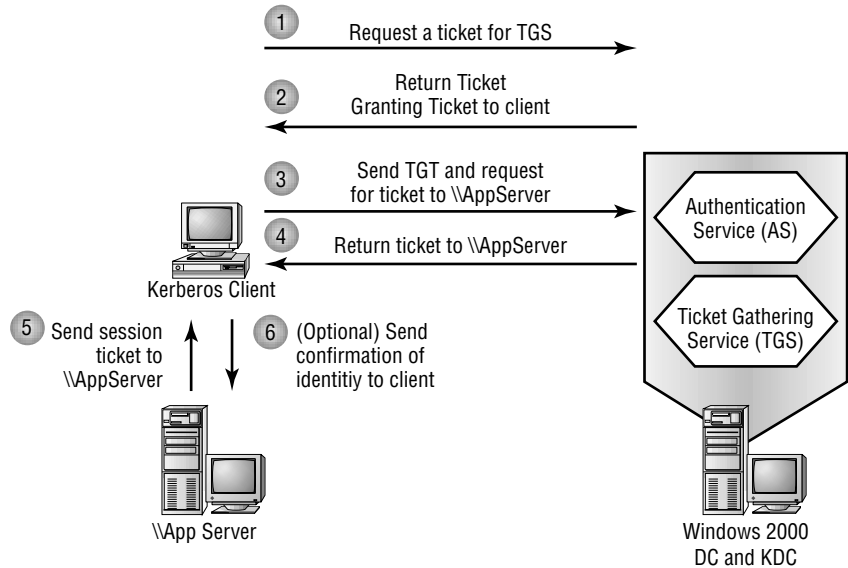 1
Request a ticket for TGS
2
Return Ticket
Granting Ticket to client
3
Send TGT and request
for ticket to \\AppServer
4
Return ticket to \\AppServer
Authentication
Service (AS)
Ticket Gathering
Service (TGS)
Kerberos Client
5
Send session
ticket to
\\AppServer
6
(Optional) Send
confirmation of
identitiy to client
\\App Server
Windows 2000
DC and KDC